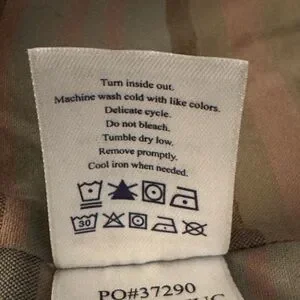 Turn inside out.
Machine wash cold with like colors.
Delicate cycle.
Do not bleach.
Tumble dry low.
Remove promptly.
Cool iron when needed.
30
PO#37290